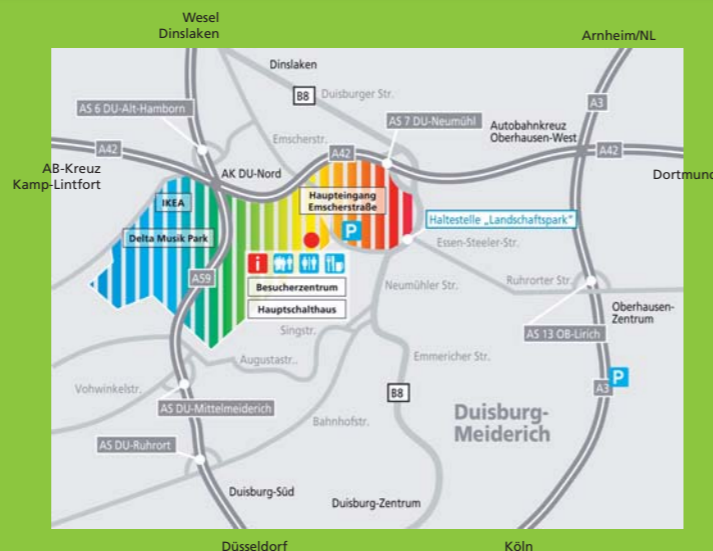 Wesel
Dinslaken
Arnheim/NL
Dinslaken
B8
Duisburger Str.
A3
AS 6 DU-Alt-Hamborn
AS 7 DU-Neumühl
Autobahnkreuz
Oberhausen-West
Emscherstr.
A42
A42
A42
AB-Kreuz
Kamp-Lintfort
AK DU-Nord
Dortmund
IKEA
Haupteingang
Emscherstraße
P
Haltestelle „Landschaftspark“
Delta Musik Park
Essen-Steeler-Str.
i
A59
Besucherzentrum
Hauptschalthaus
Neumühler Str.
Ruhrorter Str.
Oberhausen-
Zentrum
Singstr.
AS 13 OB-Lirich
Augustastr..
Emmericher Str.
P
Vohwinkelstr.
B8
A3
AS DU-Mittelmeiderich
Duisburg-
Meiderich
Bahnhofstr.
AS DU-Ruhrort
Duisburg-Süd
Duisburg-Zentrum
Düsseldorf
Köln